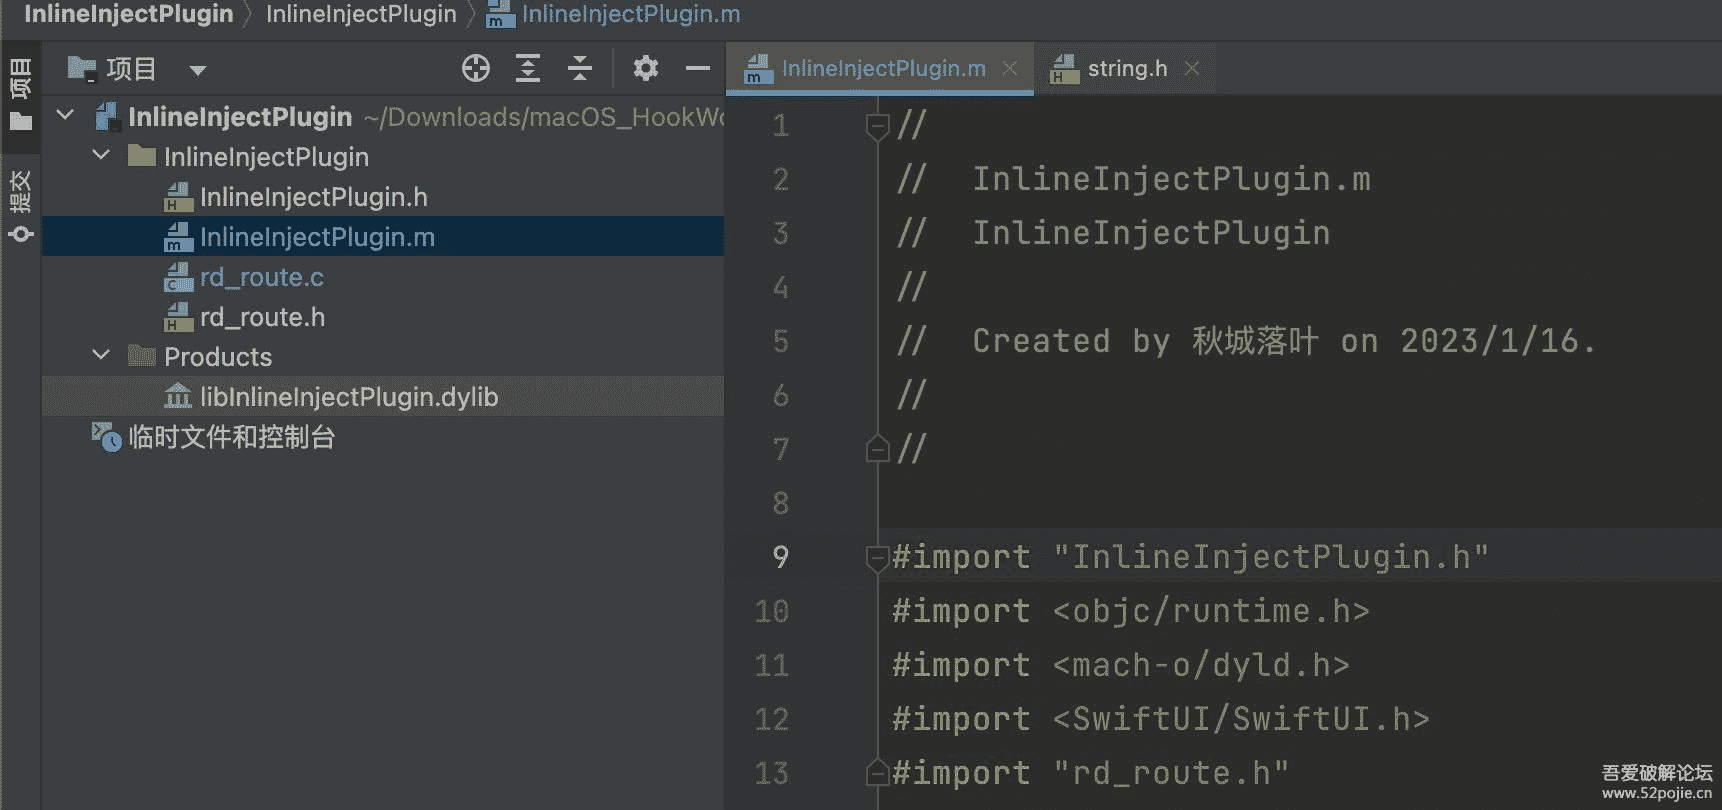 InlineInjectPlugin 〉 InlineInjectPlugin 〉 m InlineInjectPlugin.m
项目
提交
项目
InlineInjectPlugin ~/Downloads/macOS_HookWo
InlineInjectPlugin
H InlineInjectPlugin.h
m InlineInjectPlugin.m
C rd_route.c
H rd_route.h
Products
libInlineInjectPlugin.dylib
临时文件和控制台
m InlineInjectPlugin.m × H string.h ×
1 //
2 // InlineInjectPlugin.m
3 // InlineInjectPlugin
4 //
5 // Created by 秋城落叶 on 2023/1/16.
6 //
7 //
8
9 #import "InlineInjectPlugin.h"
10 #import <objc/runtime.h>
11 #import <mach-o/dyld.h>
12 #import <SwiftUI/SwiftUI.h>
13 #import "rd_route.h"
吾爱破解论坛
www.52pojie.cn